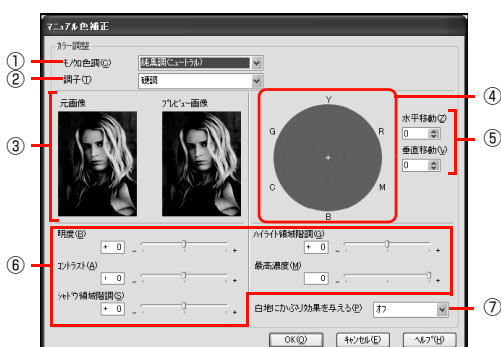 マニュアル色補正
カラー調整
① モノクロ色調(C) 純黒調(ニュートラル)
② 調子(T) 硬調
元画像 プレビュー画像
③
④
Y
G R
C M
B
水平移動(Z)
0
⑤
垂直移動(V)
0
⑥
明度(B)
+ 0 - +
コントラスト(A)
+ 0 - +
シャドウ領域階調(S)
+ 0 - +
ハイライト領域階調(G)
+ 0 - +
最高濃度(M)
0 - +
白地にかぶり効果を与える(P) オフ ⑦
OK(O) キャンセル(E) ヘルプ(H)